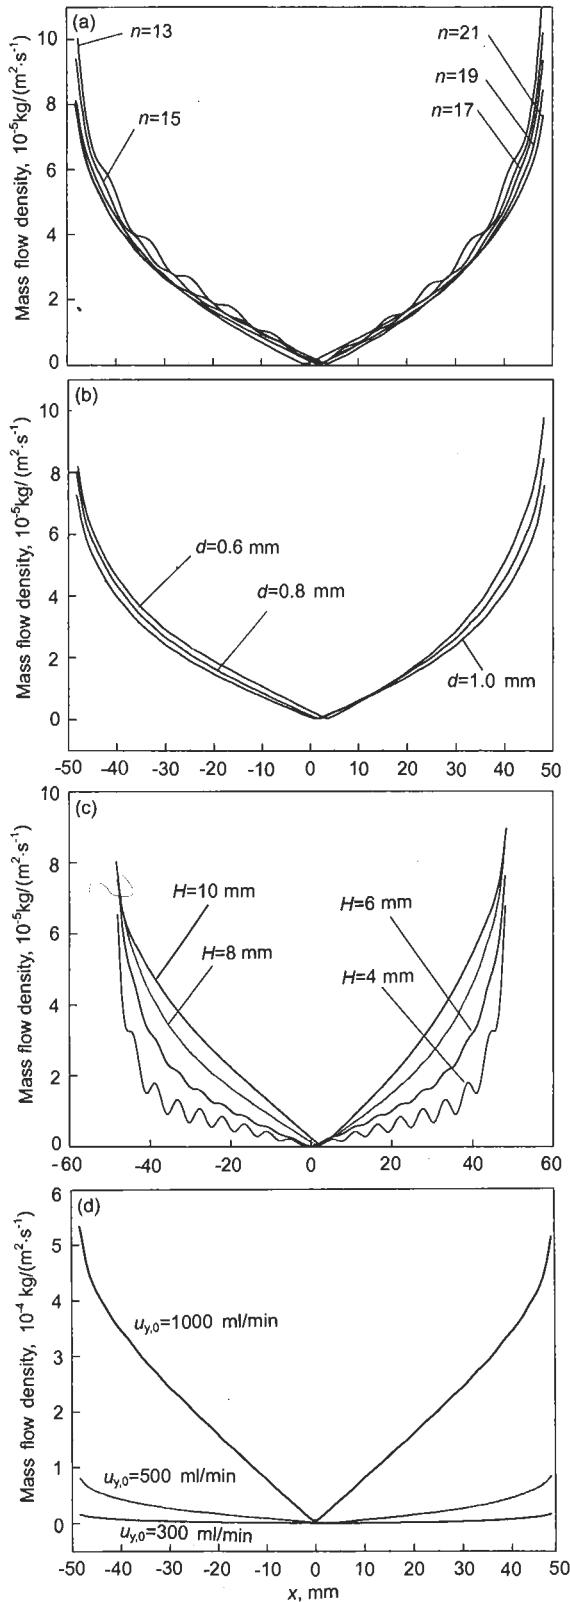 (a)
n=13
n=15
n=21
n=19
n=17
Mass flow density, 10⁻⁵kg/(m²·s⁻¹)
10
8
6
4
2
0
(b)
d=0.6 mm
d=0.8 mm
d=1.0 mm
Mass flow density, 10⁻⁵kg/(m²·s⁻¹)
10
8
6
4
2
0
-50 -40 -30 -20 -10 0 10 20 30 40 50
(c)
H=10 mm
H=8 mm
H=6 mm
H=4 mm
Mass flow density, 10⁻⁵kg/(m²·s⁻¹)
10
8
6
4
2
0
-60 -40 -20 0 20 40 60
(d)
u_y,0=1000 ml/min
u_y,0=500 ml/min
u_y,0=300 ml/min
Mass flow density, 10⁻⁴ kg/(m²·s⁻¹)
6
5
4
3
2
1
0
-50 -40 -30 -20 -10 0 10 20 30 40 50
x, mm